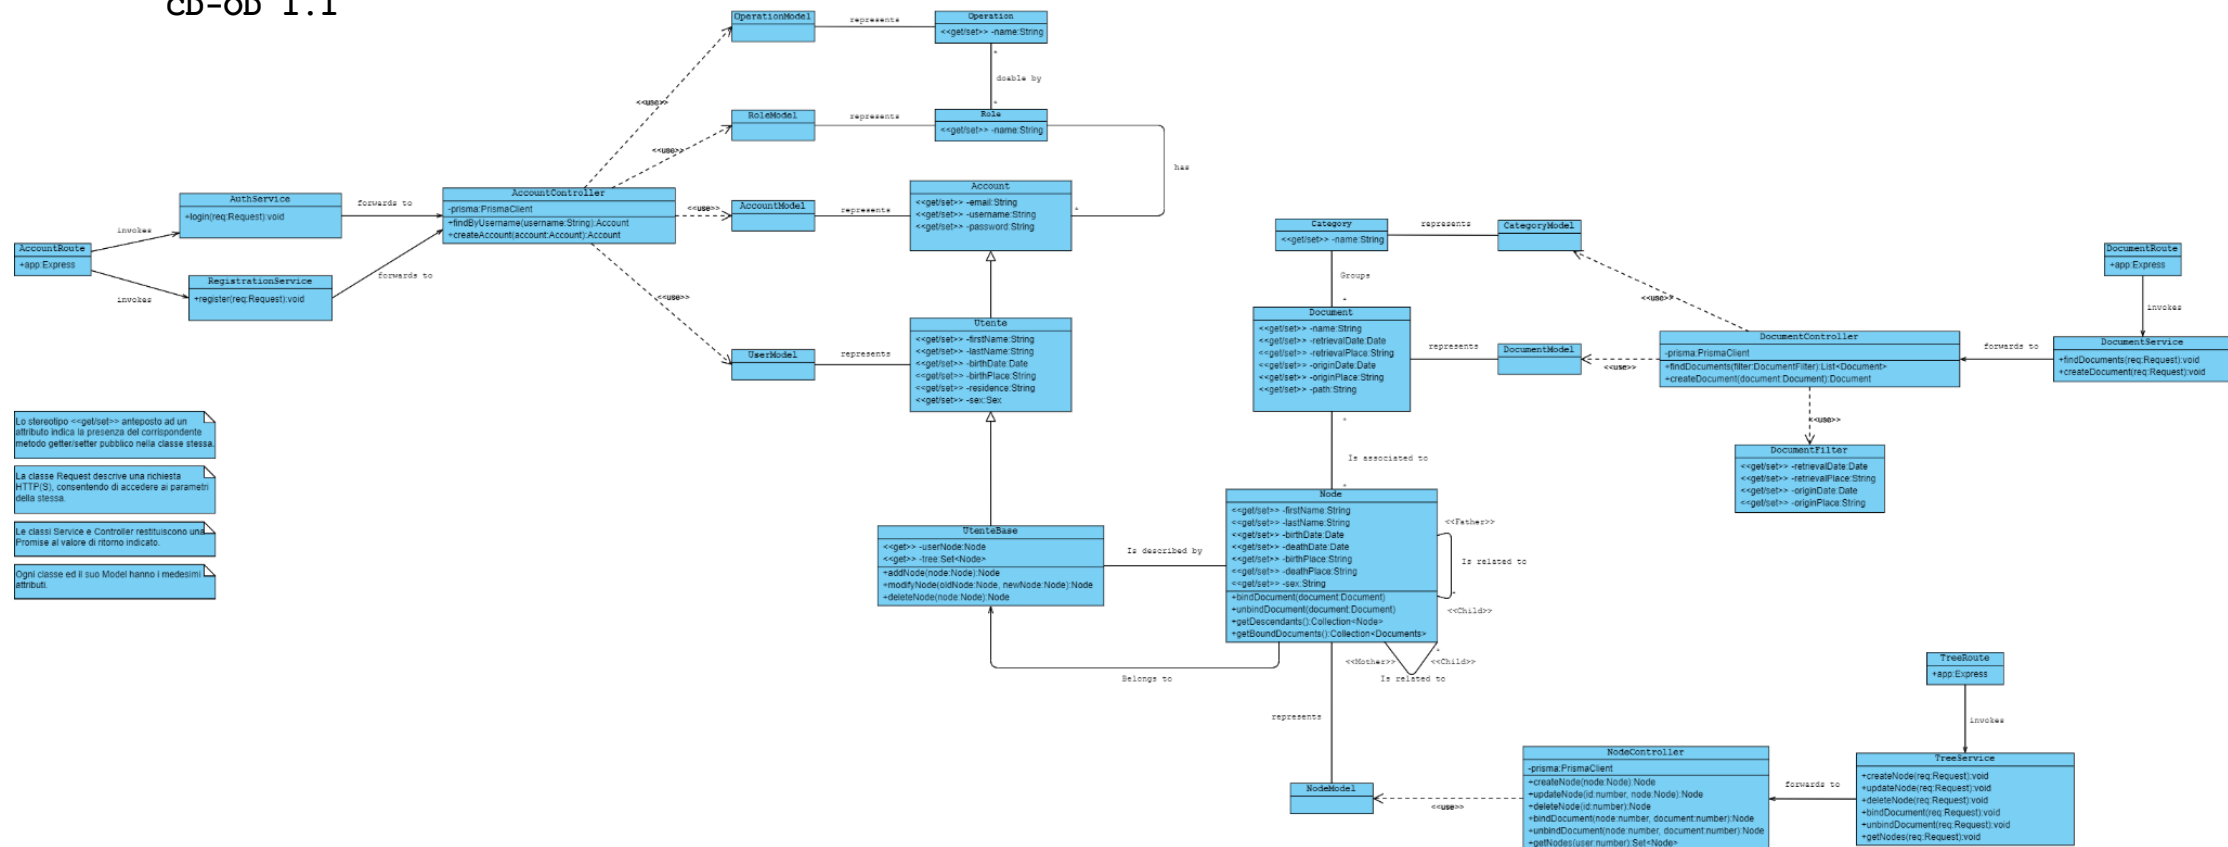 CD-OD 1.1
OperationModel
represents
Operation
<<get/set>> -name:String
*
doable by
*
<<use>>
RoleModel
represents
Role
<<get/set>> -name:String
<<use>>
has
*
AccountRoute
+app:Express
invokes
invokes
AuthService
+login(req:Request):void
forwards to
RegistrationService
+register(req:Request):void
forwards to
AccountController
-prisma:PrismaClient
+findByUsername(username:String):Account
+createAccount(account:Account):Account
<<use>>
AccountModel
represents
Account
<<get/set>> -email:String
<<get/set>> -username:String
<<get/set>> -password:String
<<use>>
UserModel
represents
Utente
<<get/set>> -firstName:String
<<get/set>> -lastName:String
<<get/set>> -birthDate:Date
<<get/set>> -birthPlace:String
<<get/set>> -residence:String
<<get/set>> -sex:Sex
Category
<<get/set>> -name:String
represents
CategoryModel
Groups
*
<<use>>
Document
<<get/set>> -name:String
<<get/set>> -retrievalDate:Date
<<get/set>> -retrievalPlace:String
<<get/set>> -originDate:Date
<<get/set>> -originPlace:String
<<get/set>> -path:String
represents
DocumentModel
<<use>>
DocumentController
-prisma:PrismaClient
+findDocuments(filter:DocumentFilter):List<Document>
+createDocument(document:Document):Document
forwards to
DocumentRoute
+app:Express
invokes
DocumentService
+findDocuments(req:Request):void
+createDocument(req:Request):void
<<use>>
DocumentFilter
<<get/set>> -retrievalDate:Date
<<get/set>> -retrievalPlace:String
<<get/set>> -originDate:Date
<<get/set>> -originPlace:String
*
Is associated to
*
Lo stereotipo <<get/set>> anteposto ad un
attributo indica la presenza del corrispondente
metodo getter/setter pubblico nella classe stessa.
La classe Request descrive una richiesta
HTTP(S), consentendo di accedere ai parametri
della stessa.
Le classi Service e Controller restituiscono una
Promise al valore di ritorno indicato.
Ogni classe ed il suo Model hanno i medesimi
attributi.
UtenteBase
<<get>> -userNode:Node
<<get>> -tree:Set<Node>
+addNode(node:Node):Node
+modifyNode(oldNode:Node, newNode:Node):Node
+deleteNode(node:Node):Node
Is described by
Node
<<get/set>> -firstName:String
<<get/set>> -lastName:String
<<get/set>> -birthDate:Date
<<get/set>> -deathDate:Date
<<get/set>> -birthPlace:String
<<get/set>> -deathPlace:String
<<get/set>> -sex:String
+bindDocument(document:Document)
+unbindDocument(document:Document)
+getDescendants():Collection<Node>
+getBoundDocuments():Collection<Documents>
<<Father>>
Is related to
*
<<Child>>
*
<<Mother>>
<<Child>>
Is related to
Belongs to
represents
NodeModel
<<use>>
NodeController
-prisma:PrismaClient
+createNode(node:Node):Node
+updateNode(id:number, node:Node):Node
+deleteNode(id:number):Node
+bindDocument(node:number, document:number):Node
+unbindDocument(node:number, document:number):Node
+getNodes(user:number):Set<Node>
forwards to
TreeRoute
+app:Express
invokes
TreeService
+createNode(req:Request):void
+updateNode(req:Request):void
+deleteNode(req:Request):void
+bindDocument(req:Request):void
+unbindDocument(req:Request):void
+getNodes(req:Request):void